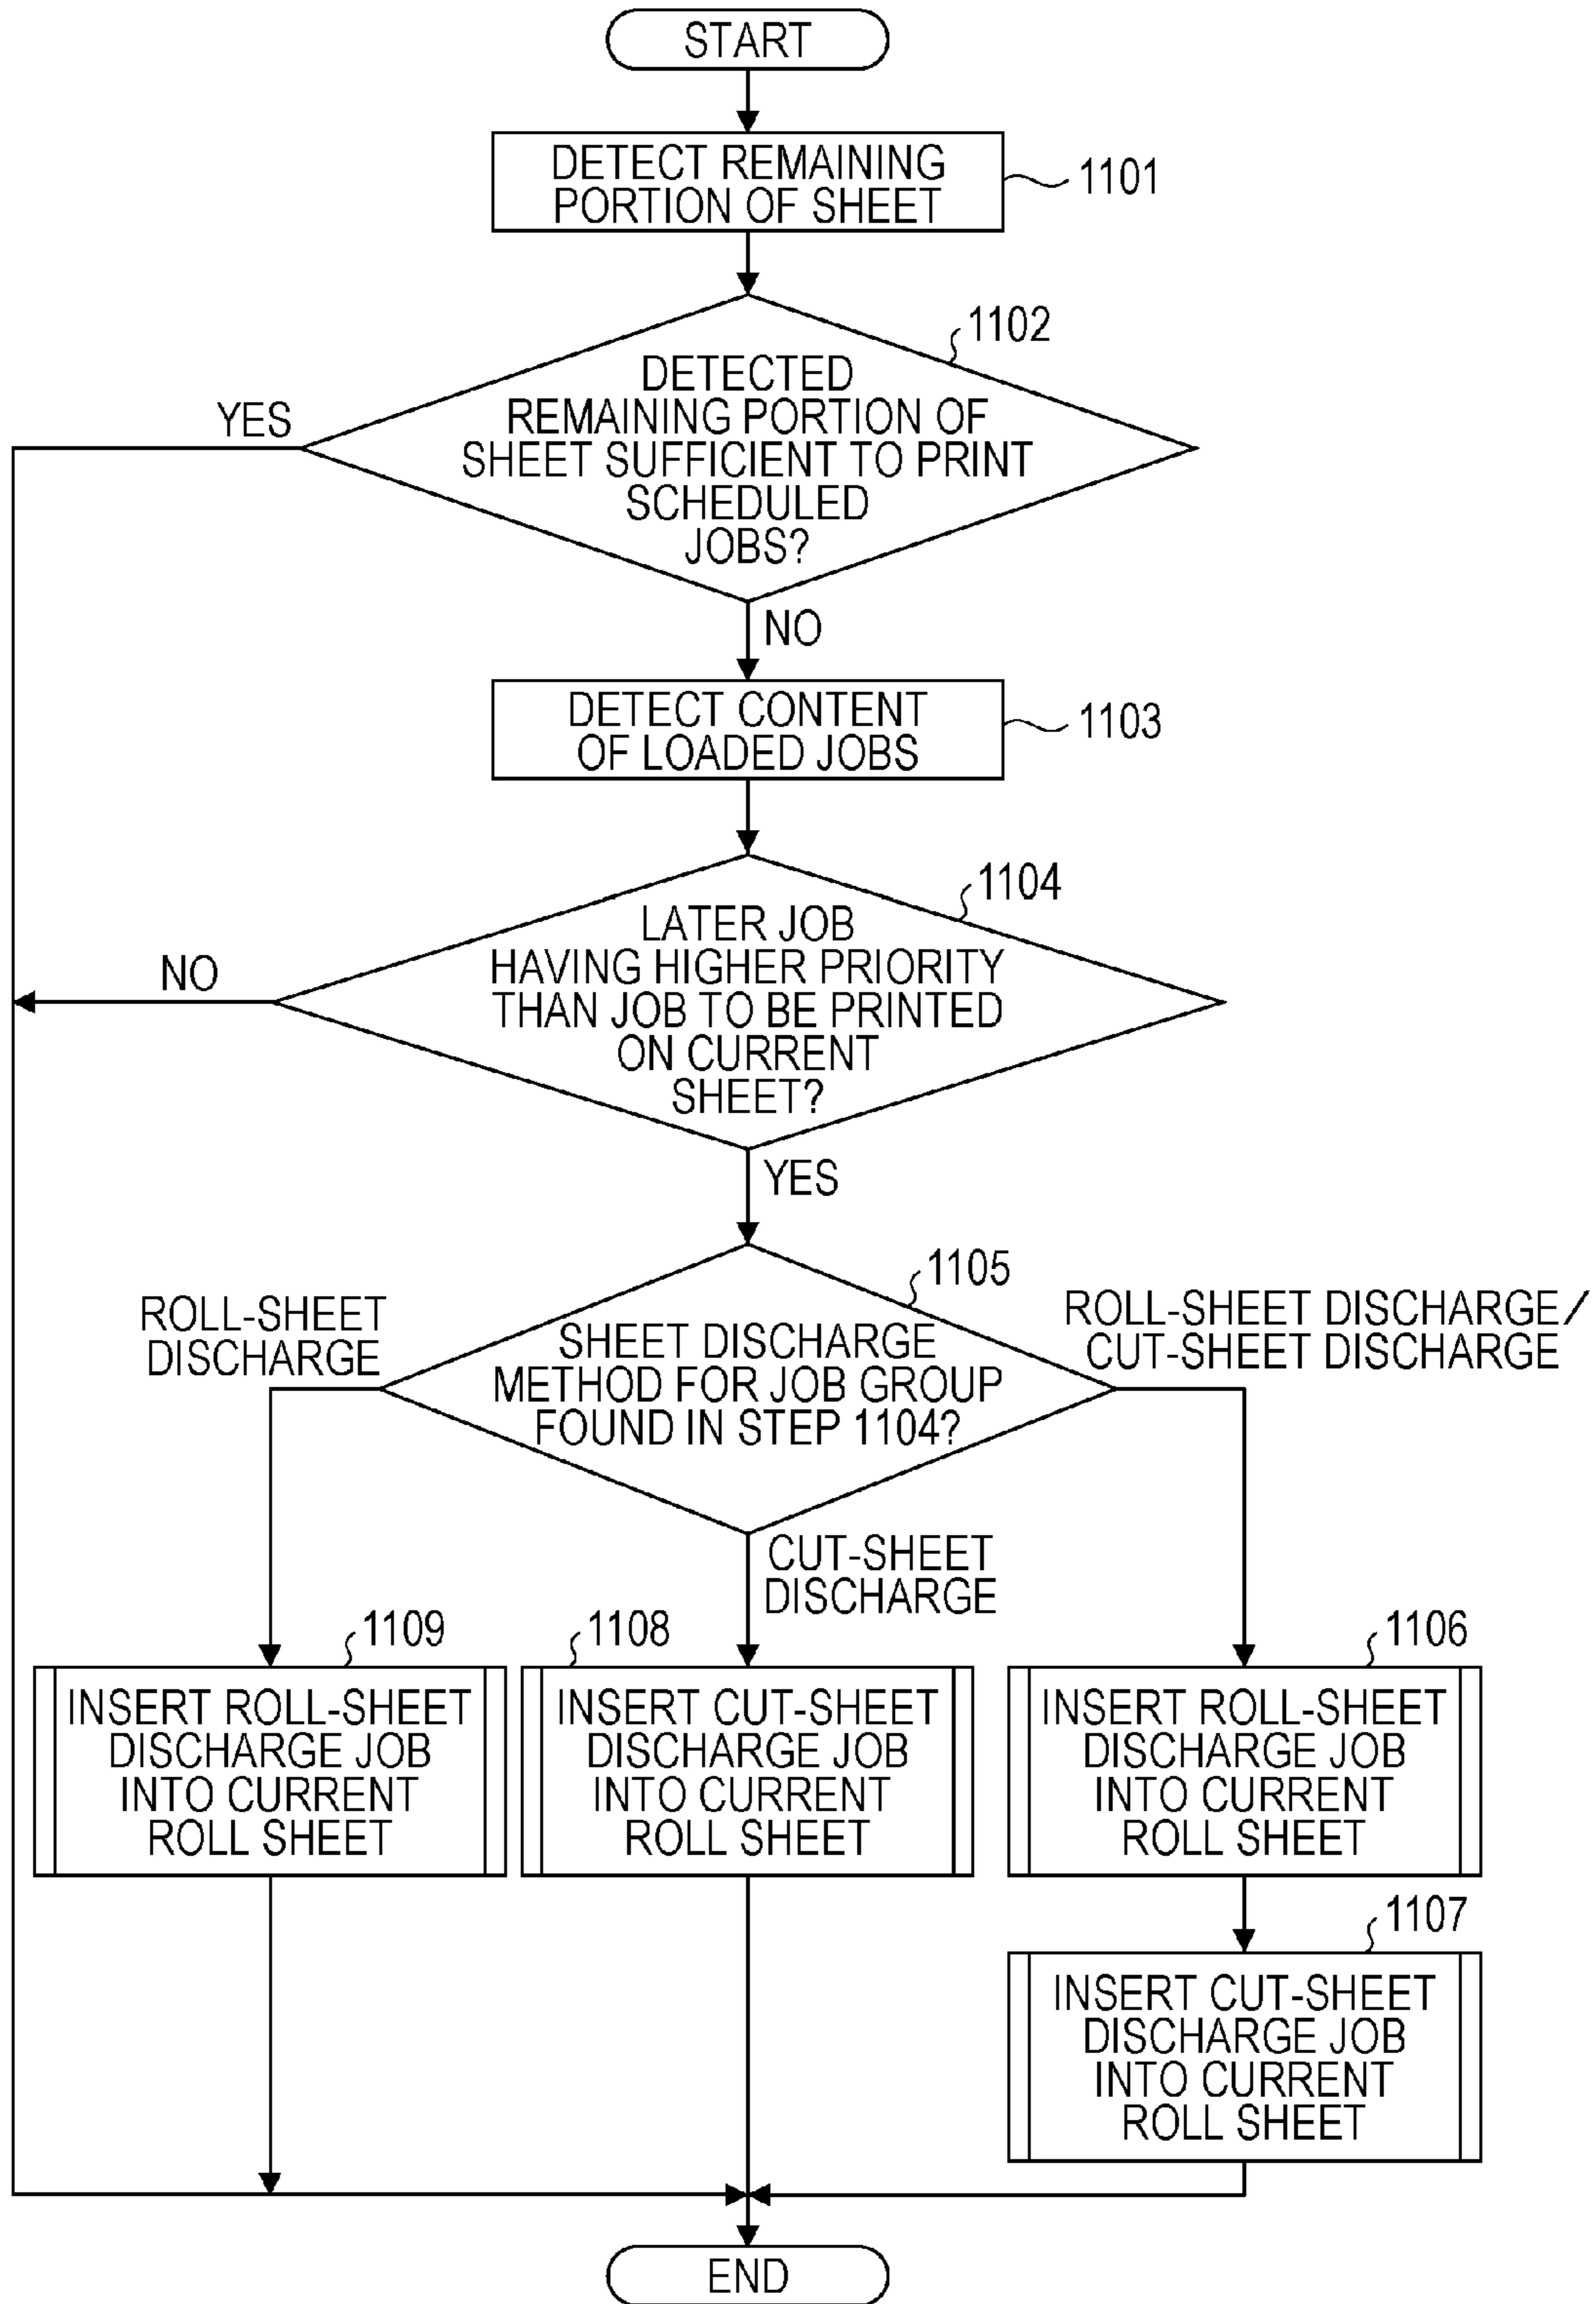 START
DETECT REMAINING
PORTION OF SHEET
1101
1102
DETECTED
REMAINING PORTION OF
SHEET SUFFICIENT TO PRINT
SCHEDULED
JOBS?
YES
NO
DETECT CONTENT
OF LOADED JOBS
1103
1104
LATER JOB
HAVING HIGHER PRIORITY
THAN JOB TO BE PRINTED
ON CURRENT
SHEET?
NO
YES
1105
SHEET DISCHARGE
METHOD FOR JOB GROUP
FOUND IN STEP 1104?
ROLL-SHEET
DISCHARGE
ROLL-SHEET DISCHARGE/
CUT-SHEET DISCHARGE
CUT-SHEET
DISCHARGE
1109
INSERT ROLL-SHEET
DISCHARGE JOB
INTO CURRENT
ROLL SHEET
1108
INSERT CUT-SHEET
DISCHARGE JOB
INTO CURRENT
ROLL SHEET
1106
INSERT ROLL-SHEET
DISCHARGE JOB
INTO CURRENT
ROLL SHEET
1107
INSERT CUT-SHEET
DISCHARGE JOB
INTO CURRENT
ROLL SHEET
END